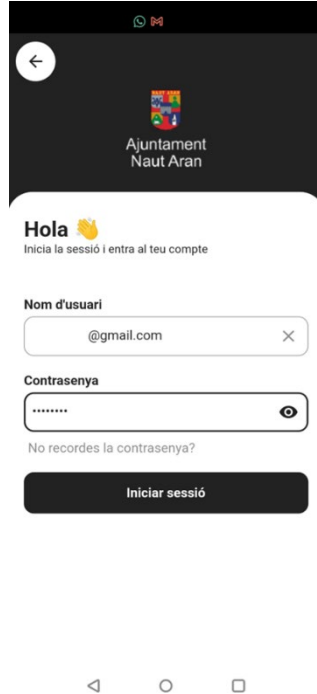 Ajuntament
Naut Aran
Hola 👋
Inicia la sessió i entra al teu compte
Nom d'usuari
@gmail.com
Contrasenya
········
No recordes la contrasenya?
Iniciar sessió